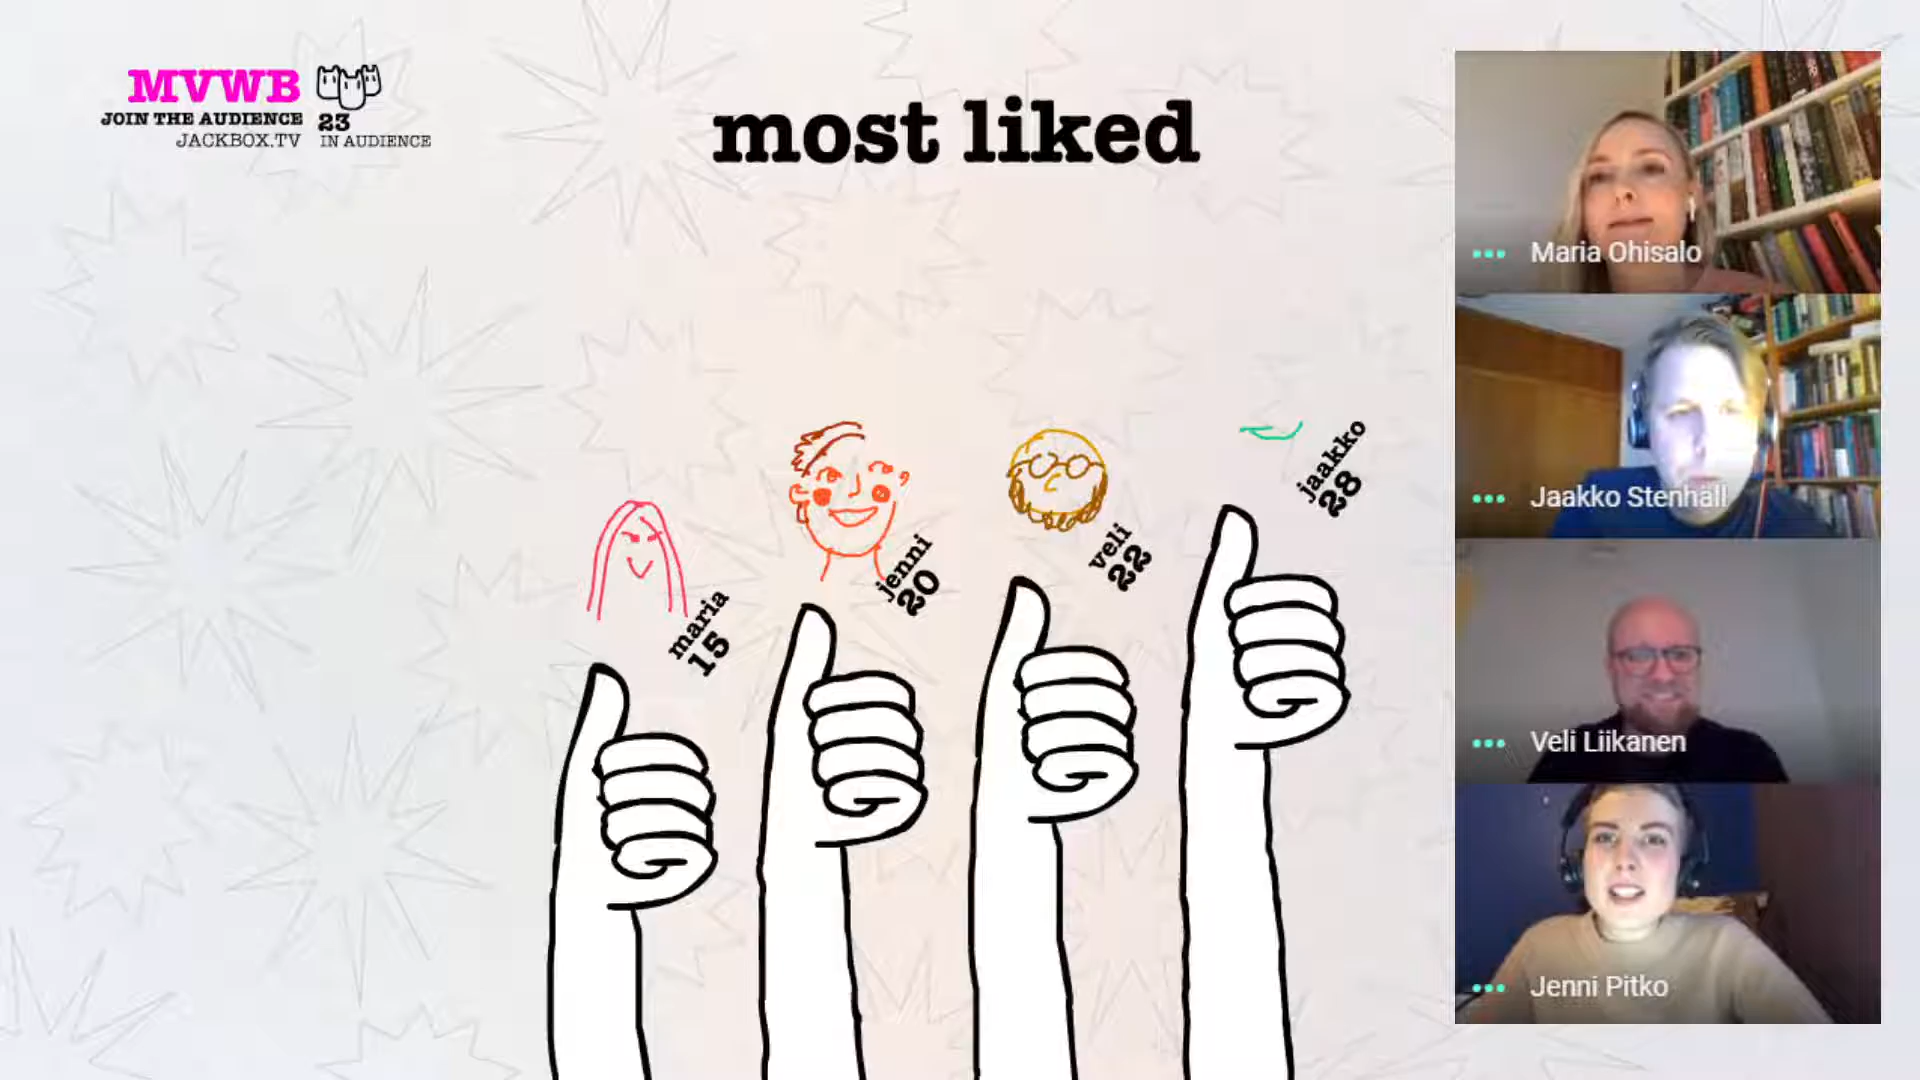 MVWB
JOIN THE AUDIENCE
JACKBOX.TV
23
IN AUDIENCE
most liked
maria
15
jenni
20
veli
22
jaakko
28
Maria Ohisalo
Jaakko Stenhäll
Veli Liikanen
Jenni Pitko